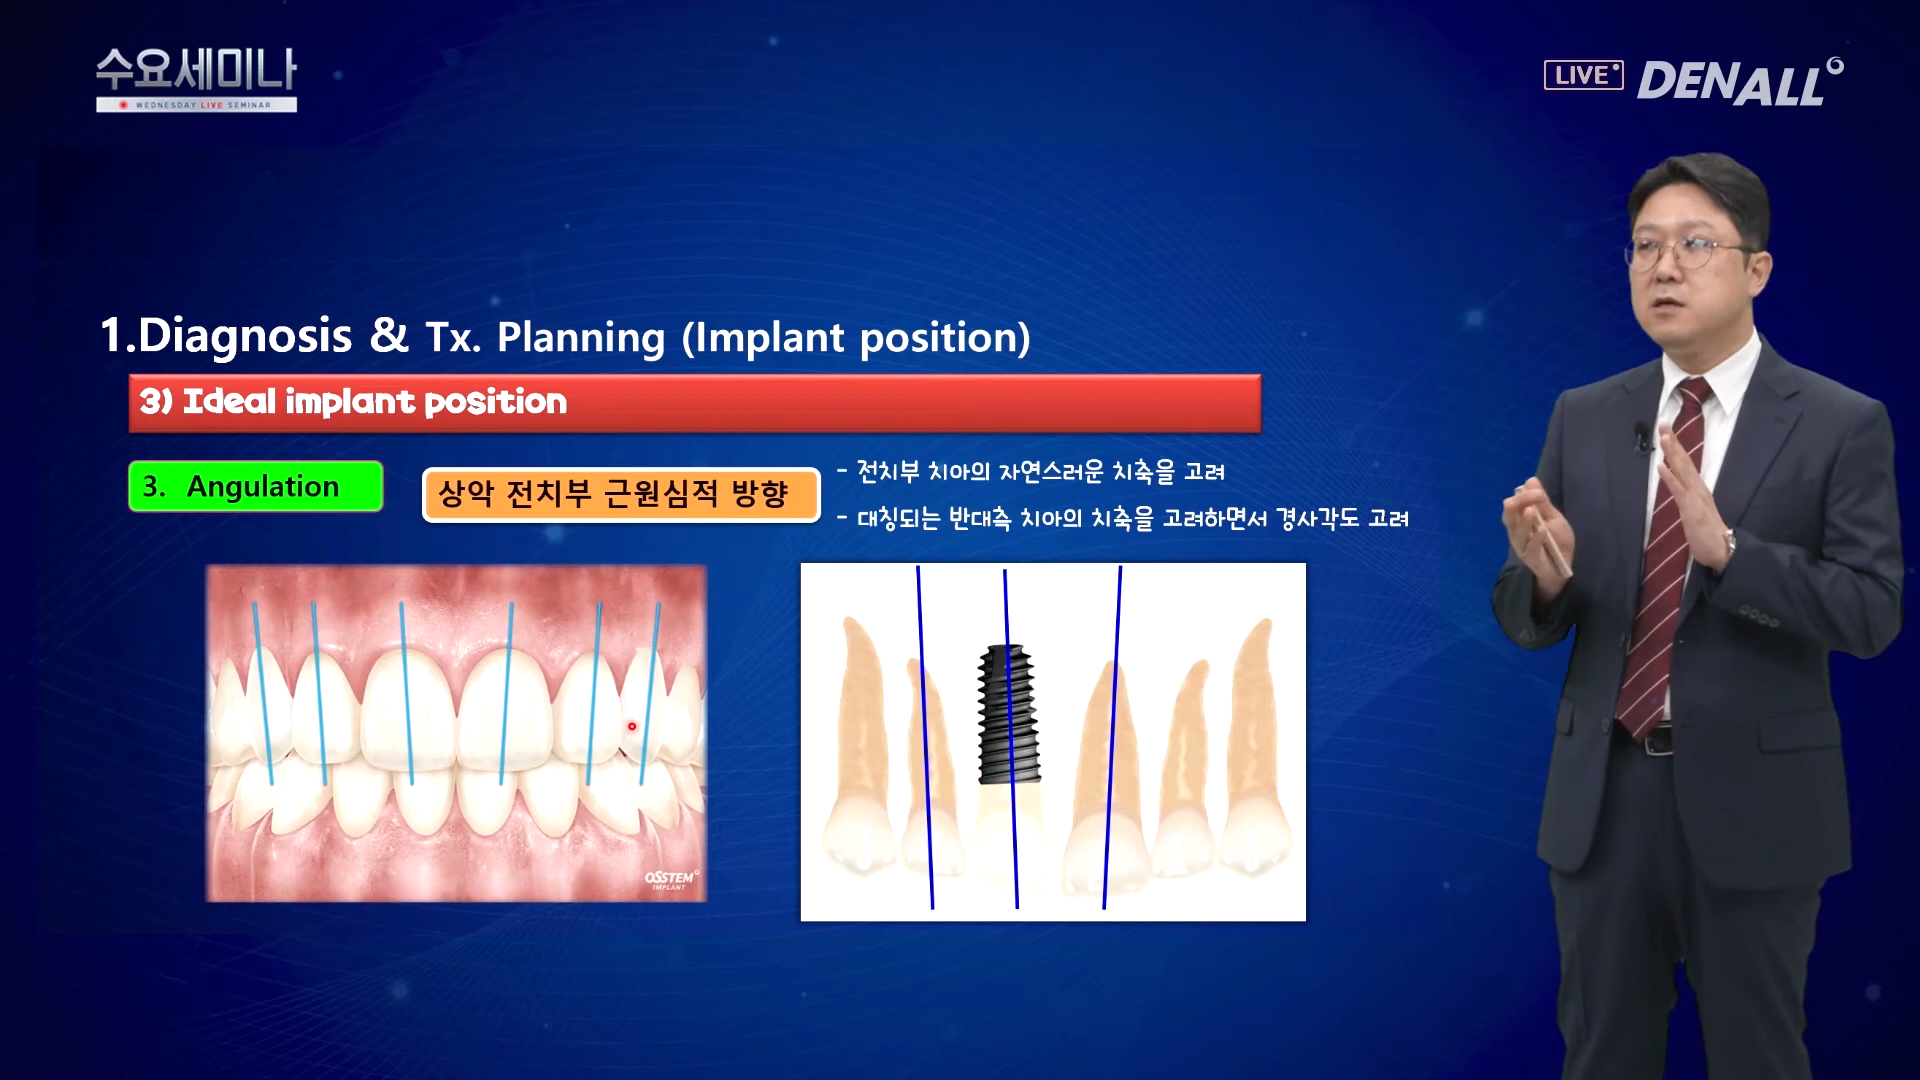 수요세미나
WEDNESDAY LIVE SEMINAR
LIVE DENALL
1.Diagnosis & Tx. Planning (Implant position)
3) Ideal implant position
3. Angulation
상악 전치부 근원심적 방향
- 전치부 치아의 자연스러운 치축을 고려
- 대칭되는 반대측 치아의 치축을 고려하면서 경사각도 고려
OSSTEM
IMPLANT